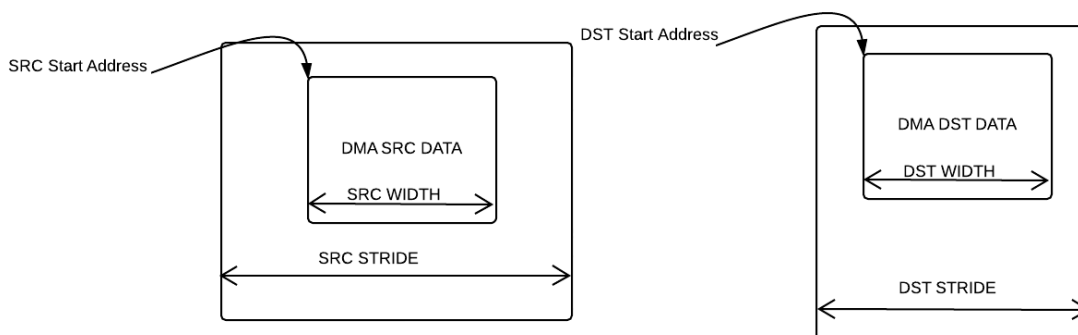 SRC Start Address
DMA SRC DATA
SRC WIDTH
SRC STRIDE
DST Start Address
DMA DST DATA
DST WIDTH
DST STRIDE